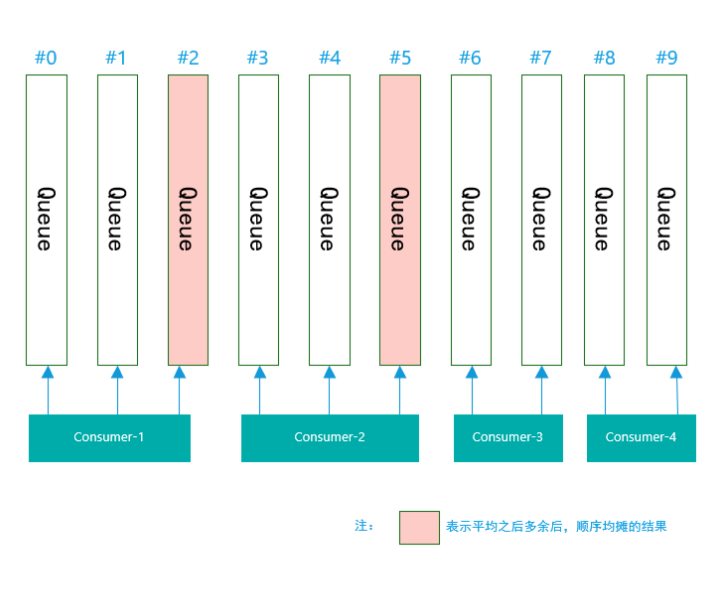 #0 #1 #2 #3 #4 #5 #6 #7 #8 #9
Queue Queue Queue Queue Queue Queue Queue Queue Queue Queue
Consumer-1 Consumer-2 Consumer-3 Consumer-4
注： 表示平均之后多余后，顺序均摊的结果